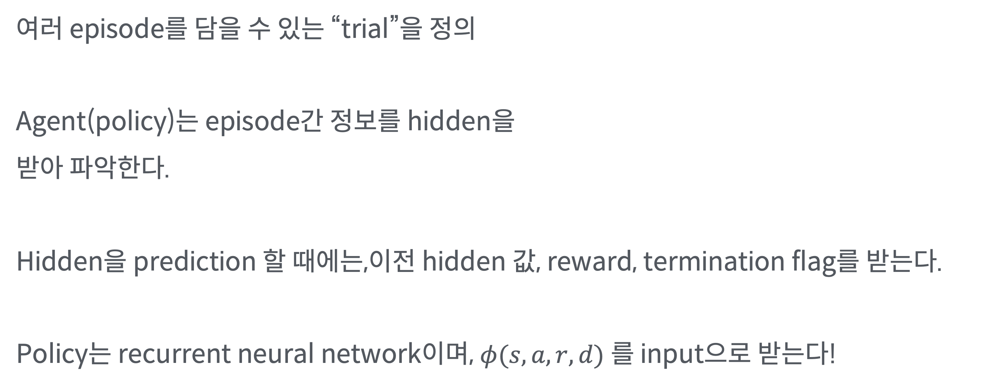 여러 episode를 담을 수 있는 “trial”을 정의
Agent(policy)는 episode간 정보를 hidden을
받아 파악한다.
Hidden을 prediction 할 때에는,이전 hidden 값, reward, termination flag를 받는다.
Policy는 recurrent neural network이며, 𝜙(𝑠, 𝑎, 𝑟, 𝑑) 를 input으로 받는다!